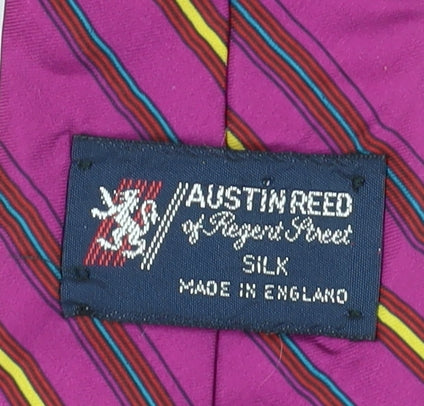 AUSTIN REED
of Regent Street
SILK
MADE IN ENGLAND